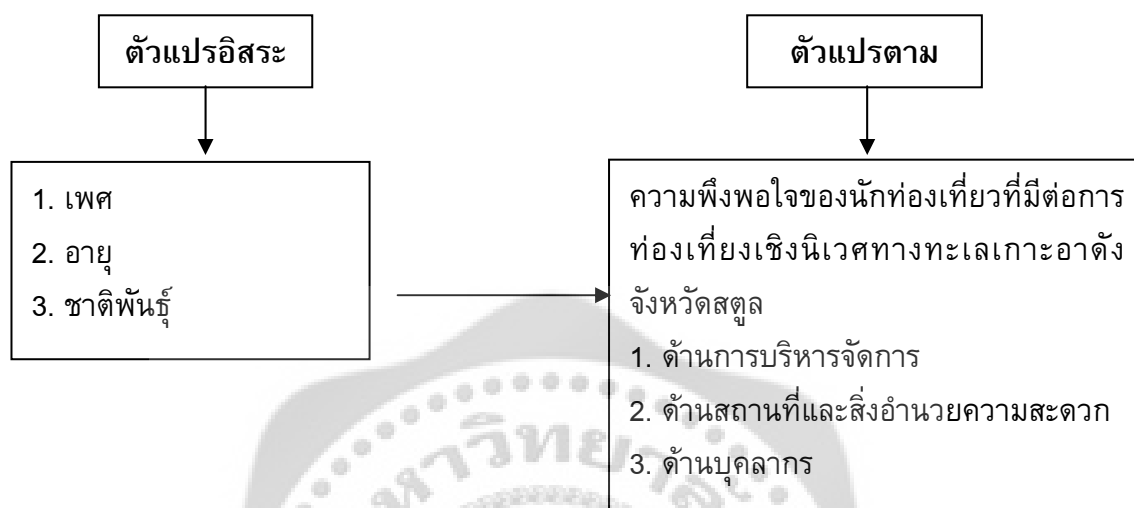 ตัวแปรอิสระ
ตัวแปรตาม
1. เพศ
2. อายุ
3. ชาติพันธุ์
ความพึงพอใจของนักท่องเที่ยวที่มีต่อการ
ท่องเที่ยงเชิงนิเวศทางทะเลเกาะอาดัง
จังหวัดสตูล
1. ด้านการบริหารจัดการ
2. ด้านสถานที่และสิ่งอำนวยความสะดวก
3. ด้านบุคลากร